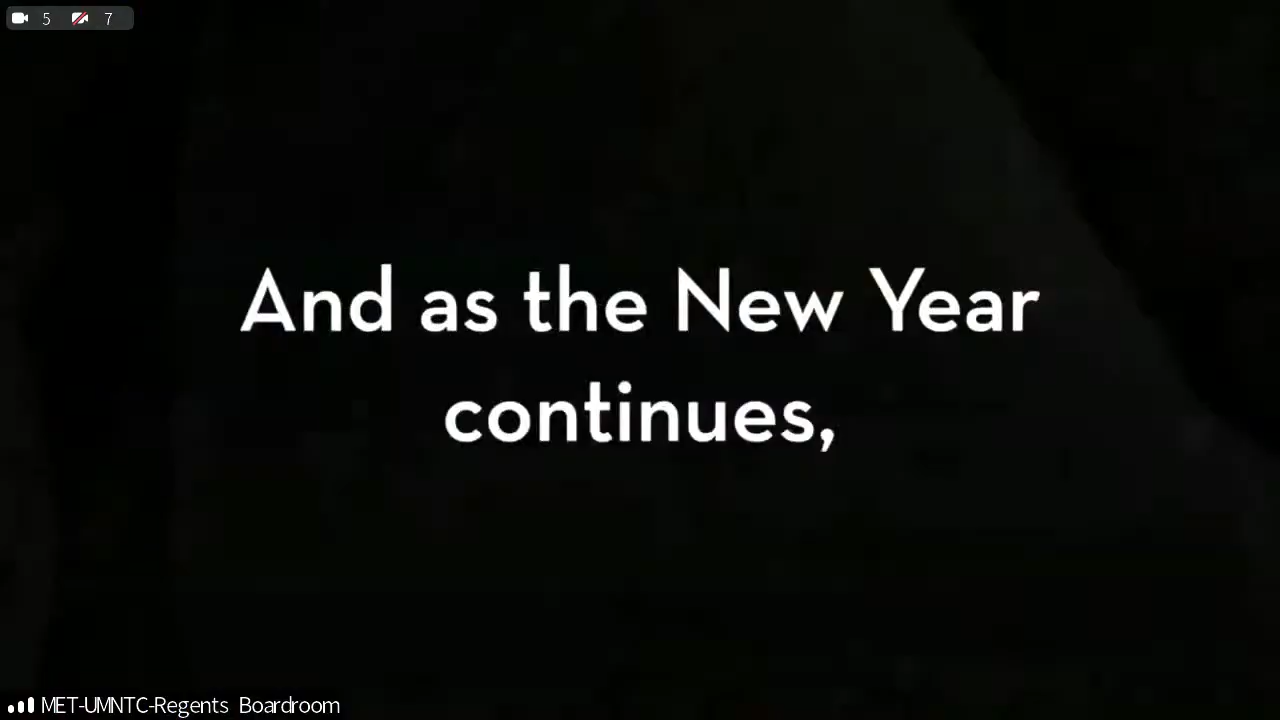 5 7
And as the New Year
continues,
MET-UMNTC-Regents Boardroom